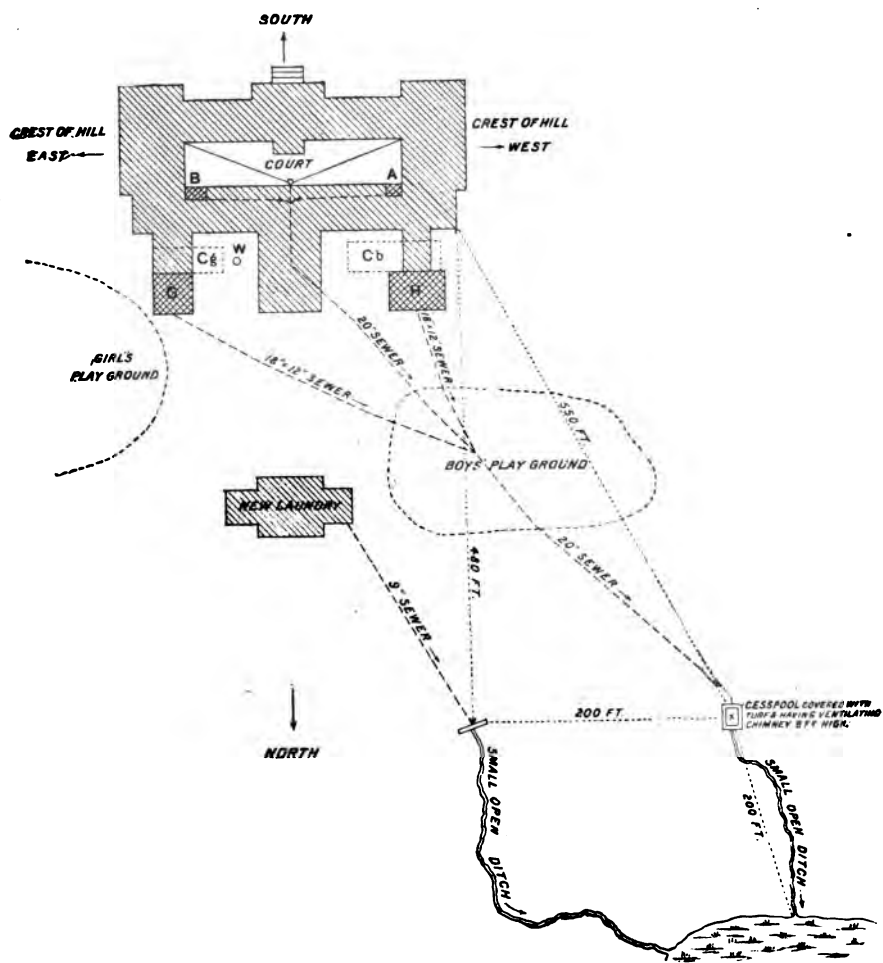 SOUTH
CREST OF HILL
EAST
CREST OF HILL
WEST
COURT
B
A
Cg
W
Cb
G
H
GIRL'S
PLAY GROUND
18"×12" SEWER
20" SEWER
18"×12" SEWER
550 FT.
BOYS' PLAY GROUND
NEW LAUNDRY
9" SEWER
480 FT.
20" SEWER
NORTH
200 FT.
CESSPOOL COVERED WITH
TURF & HAVING VENTILATING
CHIMNEY 8 FT HIGH.
SMALL OPEN
DITCH
SMALL OPEN DITCH
200 FT.